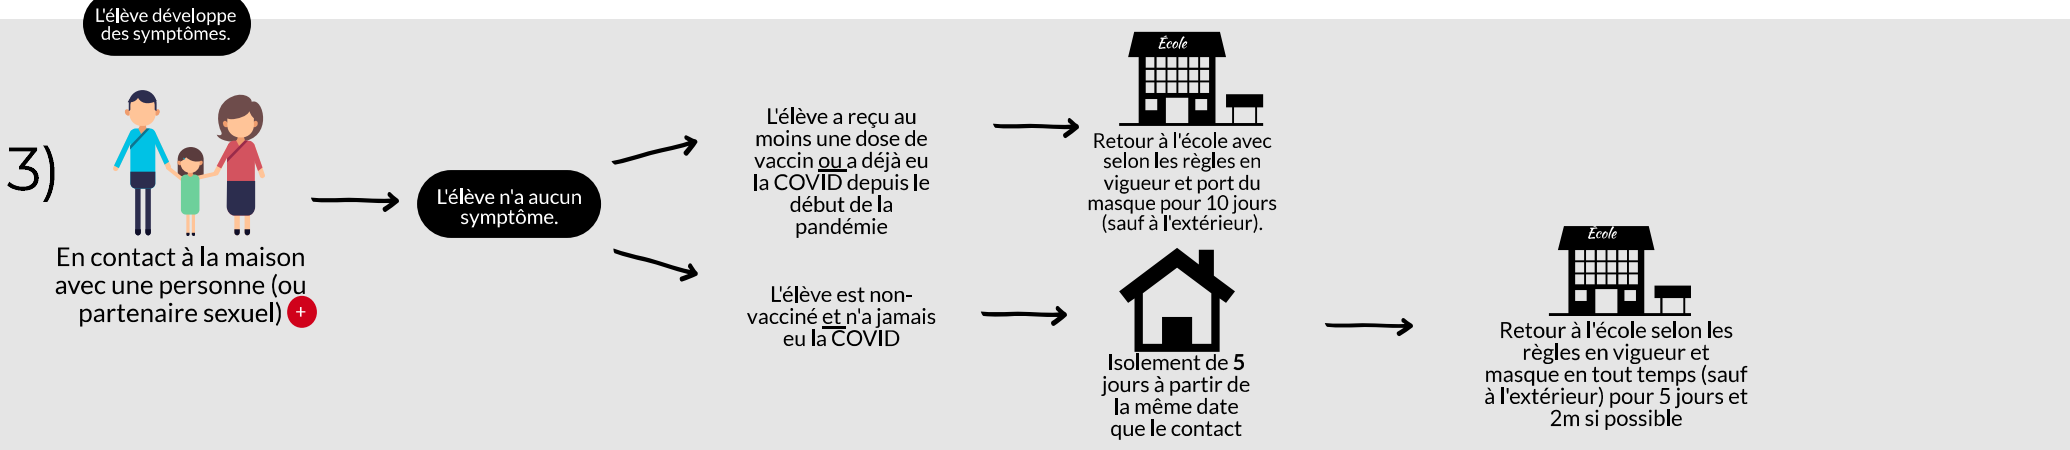 L'élève développe
des symptômes.
3)
En contact à la maison
avec une personne (ou
partenaire sexuel) +
L'élève n'a aucun
symptôme.
L'élève a reçu au
moins une dose de
vaccin ou a déjà eu
la COVID depuis le
début de la
pandémie
École
Retour à l'école avec
selon les règles en
vigueur et port du
masque pour 10 jours
(sauf à l'extérieur).
L'élève est non-
vacciné et n'a jamais
eu la COVID
Isolement de 5
jours à partir de
la même date
que le contact
École
Retour à l'école selon les
règles en vigueur et
masque en tout temps (sauf
à l'extérieur) pour 5 jours et
2m si possible